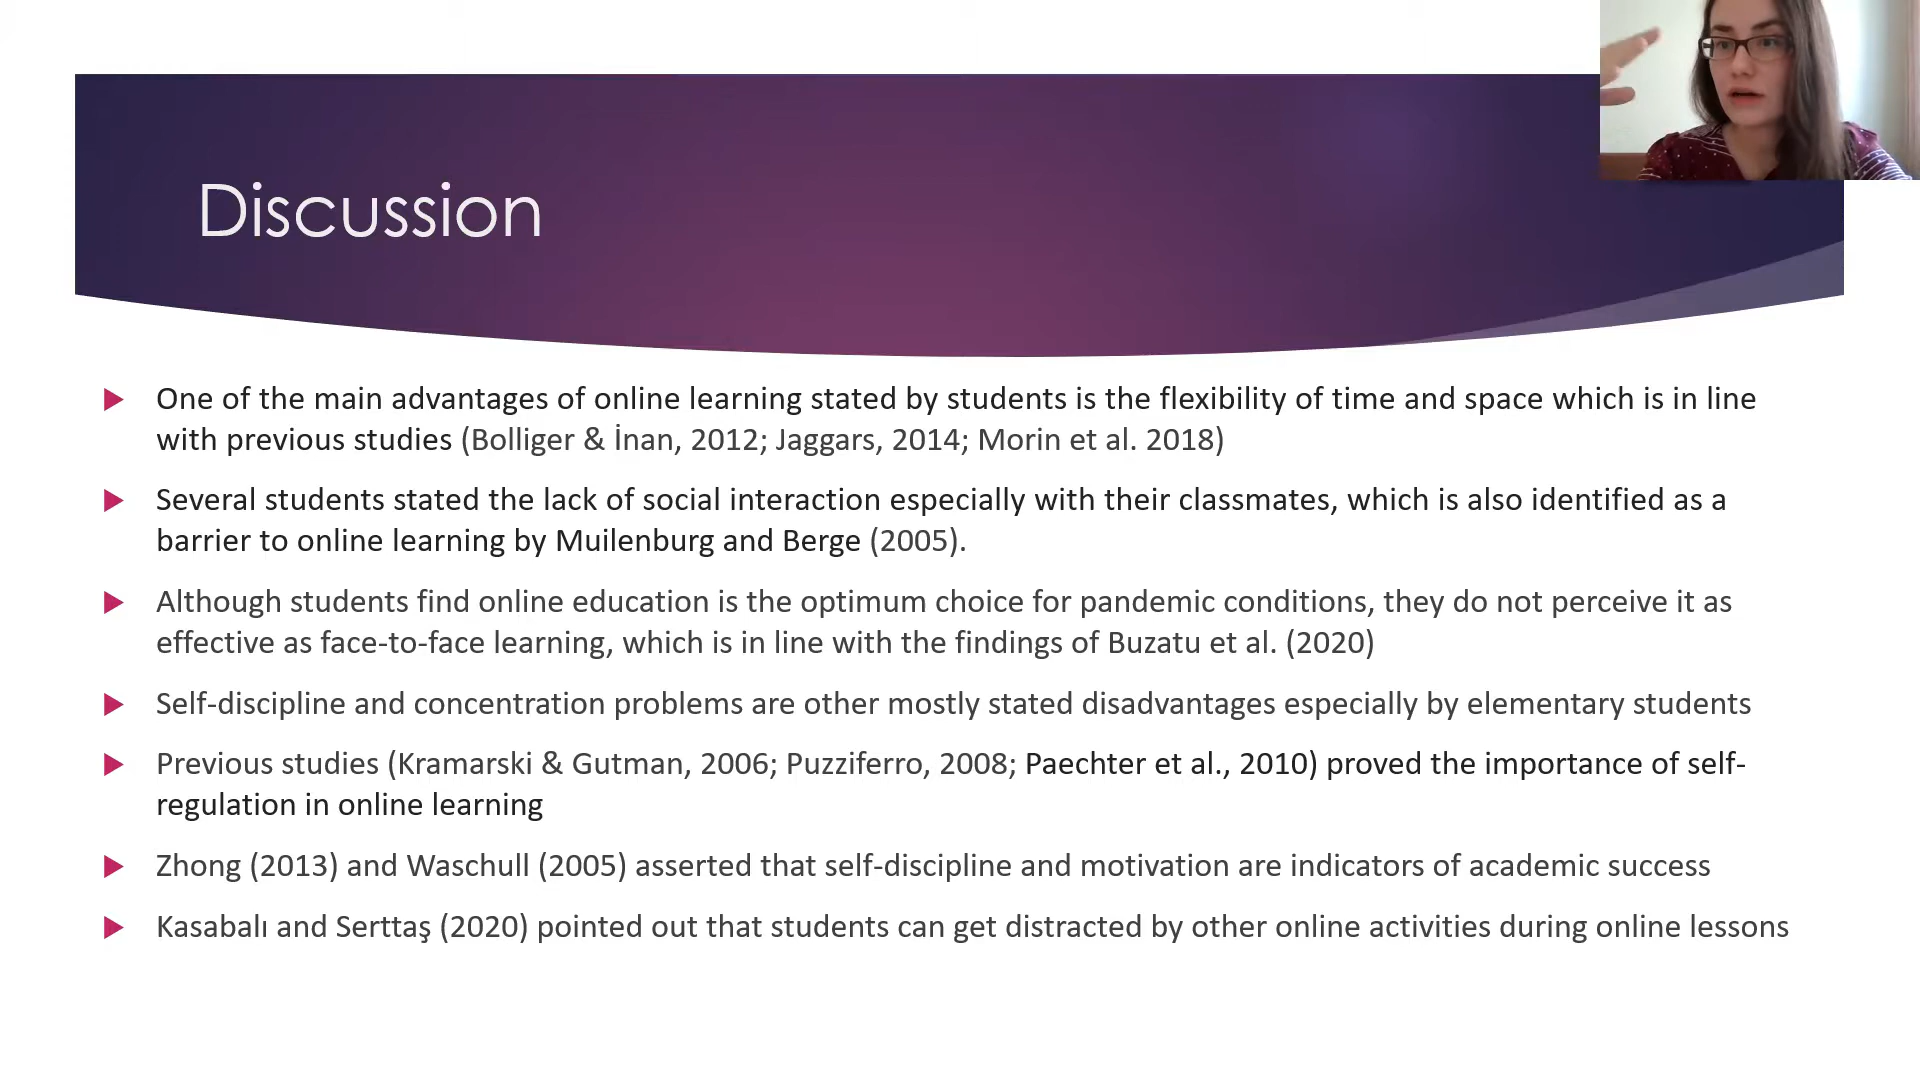 Discussion
One of the main advantages of online learning stated by students is the flexibility of time and space which is in line
with previous studies (Bolliger & İnan, 2012; Jaggars, 2014; Morin et al. 2018)
Several students stated the lack of social interaction especially with their classmates, which is also identified as a
barrier to online learning by Muilenburg and Berge (2005).
Although students find online education is the optimum choice for pandemic conditions, they do not perceive it as
effective as face-to-face learning, which is in line with the findings of Buzatu et al. (2020)
Self-discipline and concentration problems are other mostly stated disadvantages especially by elementary students
Previous studies (Kramarski & Gutman, 2006; Puzziferro, 2008; Paechter et al., 2010) proved the importance of self-
regulation in online learning
Zhong (2013) and Waschull (2005) asserted that self-discipline and motivation are indicators of academic success
Kasabalı and Serttaş (2020) pointed out that students can get distracted by other online activities during online lessons